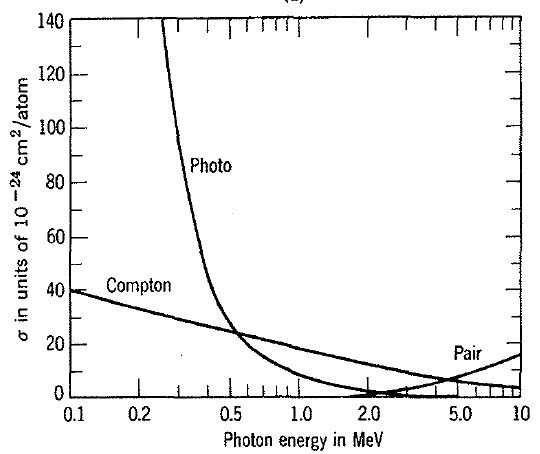 140
120
100
80
60
40
20
0
σ in units of 10⁻²⁴ cm²/atom
Photo
Compton
Pair
0.1 0.2 0.5 1.0 2.0 5.0 10
Photon energy in MeV